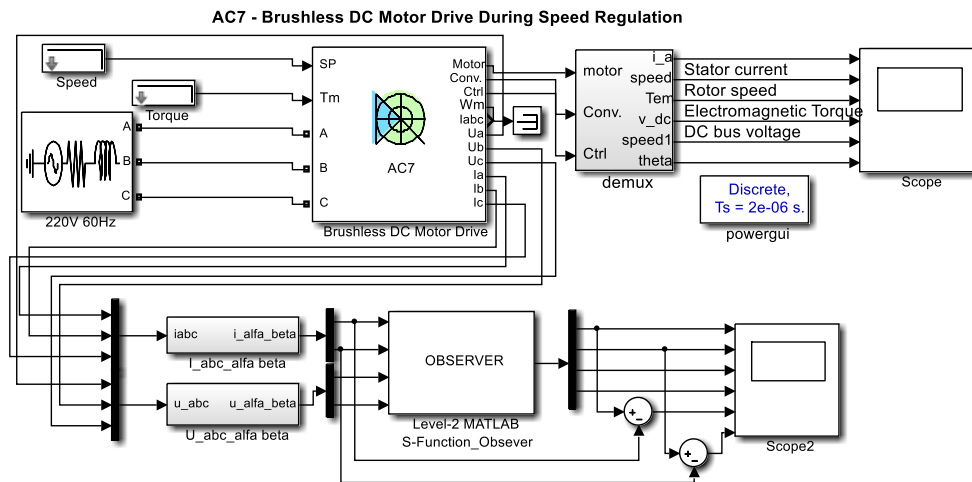 AC7 - Brushless DC Motor Drive During Speed Regulation
Speed
Torque
A
B
C
220V 60Hz
SP
Tm
A
B
C
AC7
Motor
Conv.
Ctrl
Wm
Iabc
Ua
Ub
Uc
Ia
Ib
Ic
Brushless DC Motor Drive
motor
Conv.
Ctrl
i_a
speed
Tem
v_dc
speed1
theta
demux
Stator current
Rotor speed
Electromagnetic Torque
DC bus voltage
Scope
Discrete,
Ts = 2e-06 s.
powergui
iabc
i_alfa_beta
I_abc_alfa beta
u_abc
u_alfa_beta
U_abc_alfa beta
OBSERVER
Level-2 MATLAB
S-Function_Obsever
Scope2